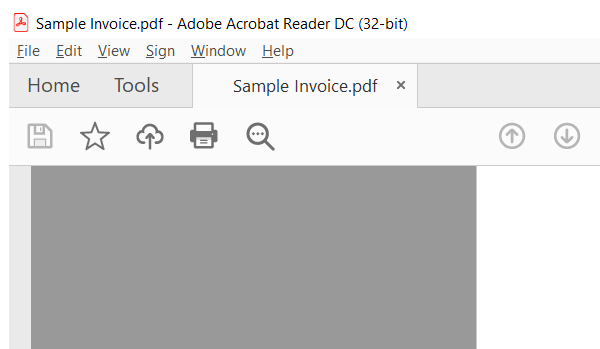 Sample Invoice.pdf - Adobe Acrobat Reader DC (32-bit)
File Edit View Sign Window Help
Home Tools Sample Invoice.pdf ×